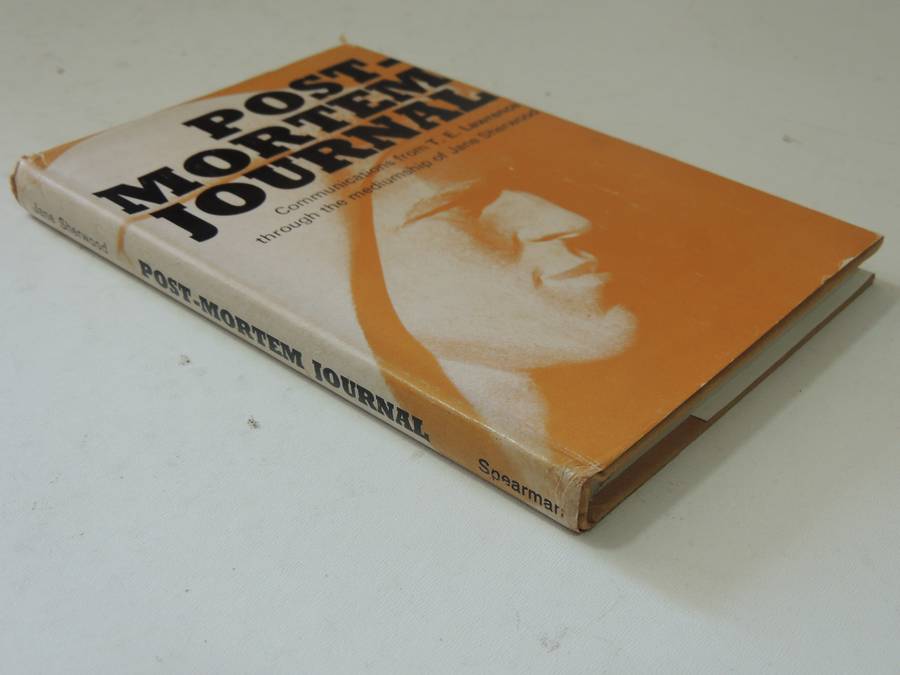 POST-
MORTEM
JOURNAL
Communications from T. E. Lawrence
through the mediumship of Jane Sherwood
Jane Sherwood
POST-MORTEM JOURNAL
Spearman